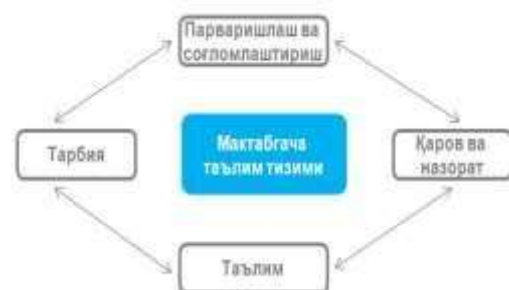 Парваришлаш ва
соғломлаштириш
Тарбия
Мактабгача
таълим тизими
Қаров ва
назорат
Таълим